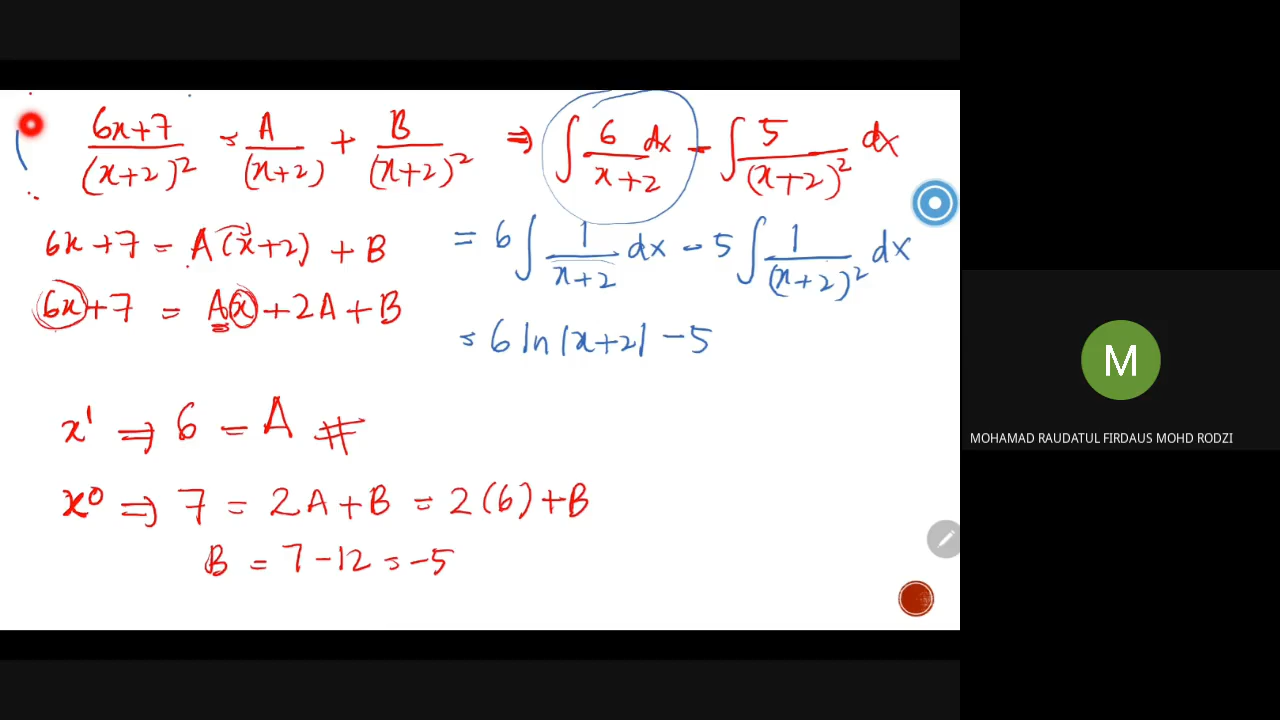 (6x+7)/(x+2)² = A/(x+2) + B/(x+2)² ⇒ ∫ 6/(x+2) dx - ∫ 5/(x+2)² dx
6x+7 = A(x+2) + B
= 6 ∫ 1/(x+2) dx - 5 ∫ 1/(x+2)² dx
6x+7 = Ax+2A+B
= 6 ln|x+2| - 5
x¹ ⇒ 6 = A #
x⁰ ⇒ 7 = 2A+B = 2(6)+B
B = 7-12 = -5
M
MOHAMAD RAUDATUL FIRDAUS MOHD RODZI